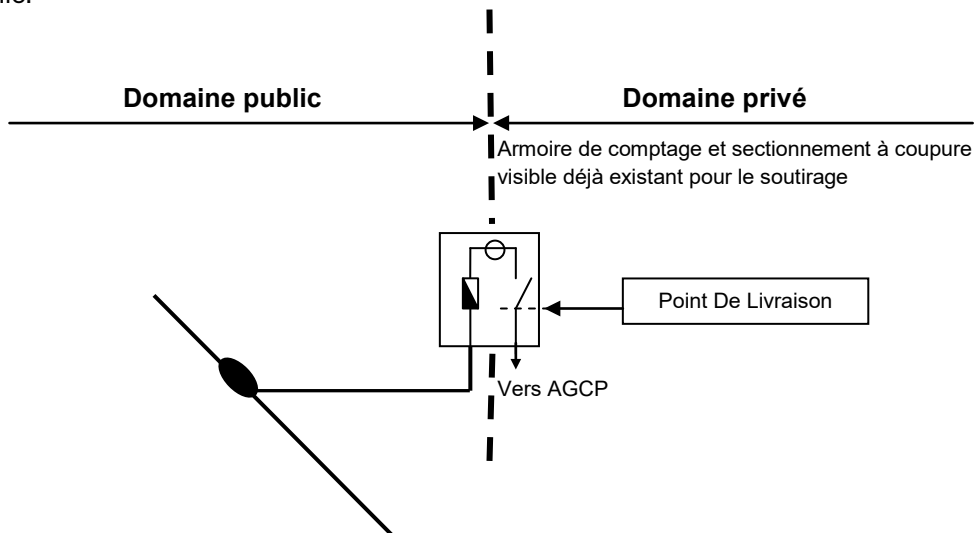 Domaine public
Domaine privé
Armoire de comptage et sectionnement à coupure
visible déjà existant pour le soutirage
Point De Livraison
Vers AGCP